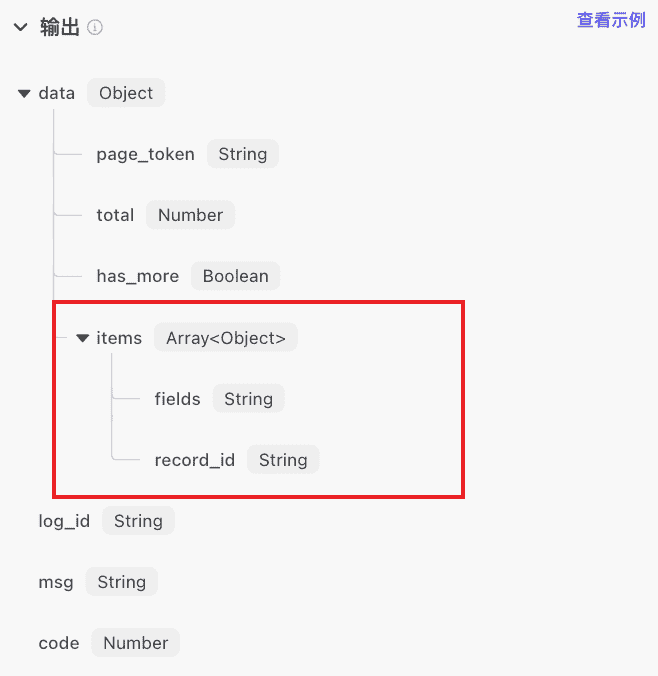 输出 查看示例
data Object
page_token String
total Number
has_more Boolean
items Array<Object>
fields String
record_id String
log_id String
msg String
code Number